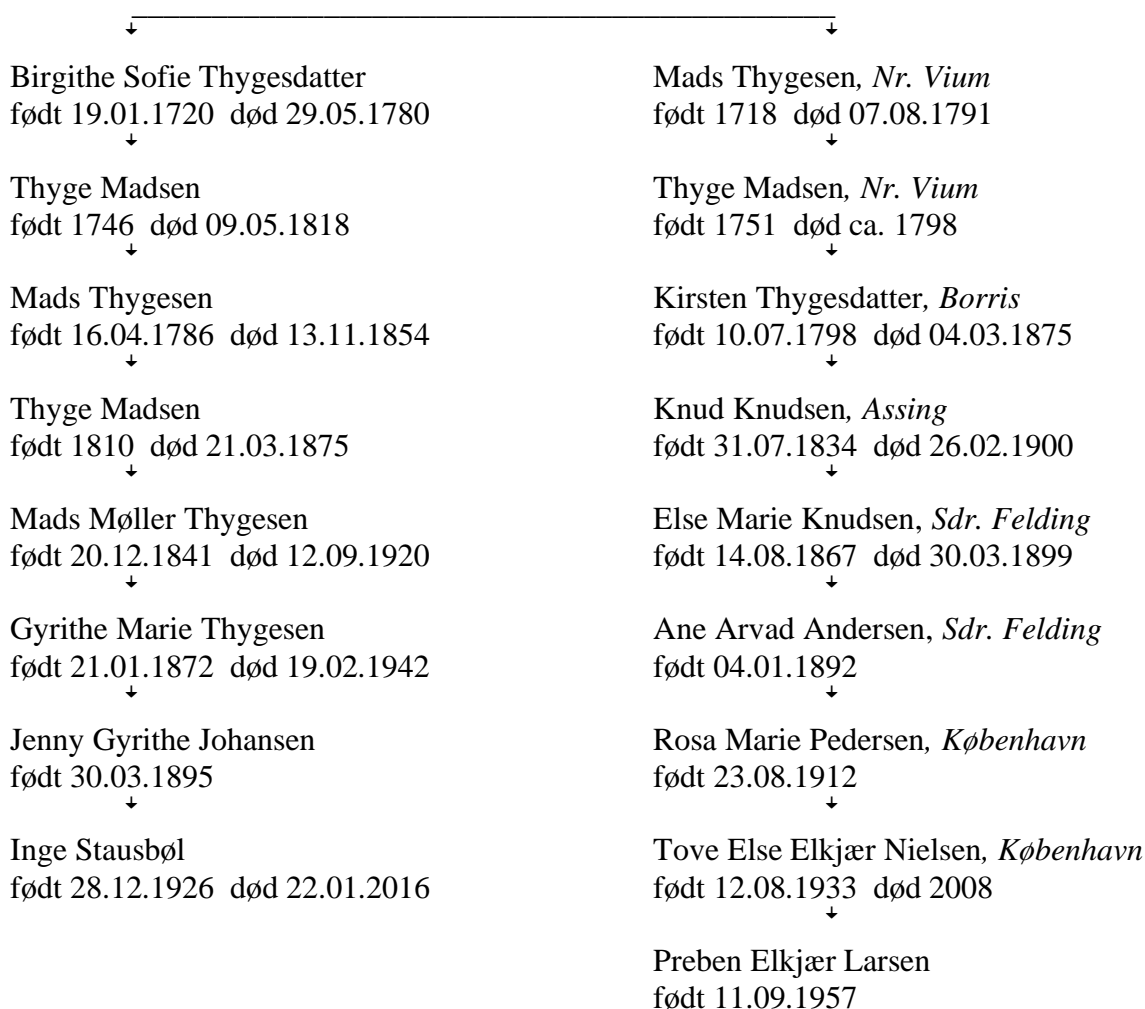 Birgithe Sofie Thygesdatter
født 19.01.1720 død 29.05.1780
Thyge Madsen
født 1746 død 09.05.1818
Mads Thygesen
født 16.04.1786 død 13.11.1854
Thyge Madsen
født 1810 død 21.03.1875
Mads Møller Thygesen
født 20.12.1841 død 12.09.1920
Gyrithe Marie Thygesen
født 21.01.1872 død 19.02.1942
Jenny Gyrithe Johansen
født 30.03.1895
Inge Stausbøl
født 28.12.1926 død 22.01.2016
Mads Thygesen, Nr. Vium
født 1718 død 07.08.1791
Thyge Madsen, Nr. Vium
født 1751 død ca. 1798
Kirsten Thygesdatter, Borris
født 10.07.1798 død 04.03.1875
Knud Knudsen, Assing
født 31.07.1834 død 26.02.1900
Else Marie Knudsen, Sdr. Felding
født 14.08.1867 død 30.03.1899
Ane Arvad Andersen, Sdr. Felding
født 04.01.1892
Rosa Marie Pedersen, København
født 23.08.1912
Tove Else Elkjær Nielsen, København
født 12.08.1933 død 2008
Preben Elkjær Larsen
født 11.09.1957